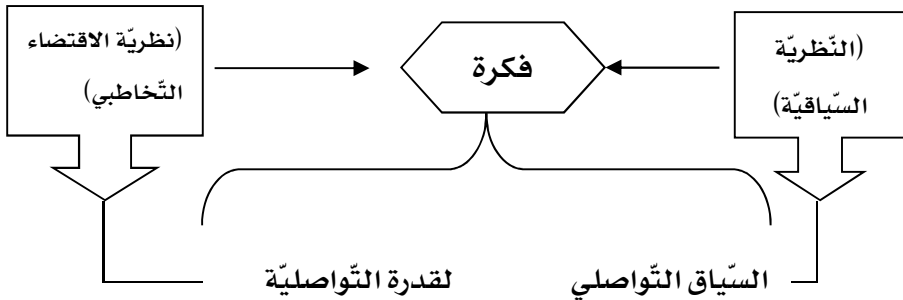 (النّظريّة
السّياقيّة)
فكرة
(نظريّة الاقتضاء
التّخاطبي)
السّياق التّواصلي
لقدرة التّواصليّة